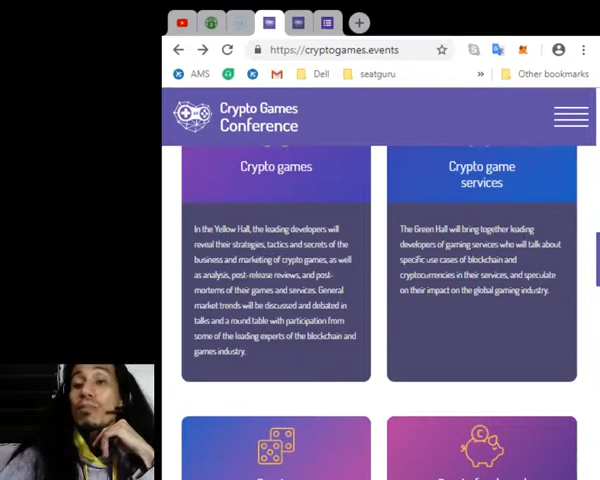 https://cryptogames.events
AMS
Dell
seatguru
»
Other bookmarks
Crypto Games
Conference
Crypto games
In the Yellow Hall, the leading developers will
reveal their strategies, tactics and secrets of the
business and marketing of crypto games, as well
as analysis, post-release reviews, and post-
mortems of their games and services. General
market trends will be discussed and debated in
talks and a round table with participation from
some of the leading experts of the blockchain and
games industry.
Crypto game
services
The Green Hall will bring together leading
developers of gaming services who will talk about
specific use cases of blockchain and
cryptocurrencies in their services, and speculate
on their impact on the global gaming industry.